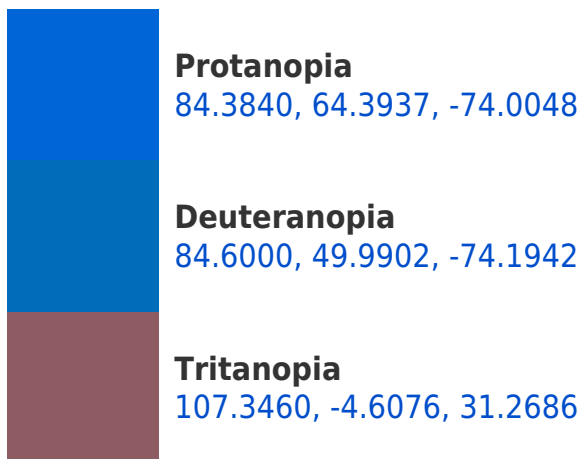 Protanopia
84.3840, 64.3937, -74.0048
Deuteranopia
84.6000, 49.9902, -74.1942
Tritanopia
107.3460, -4.6076, 31.2686